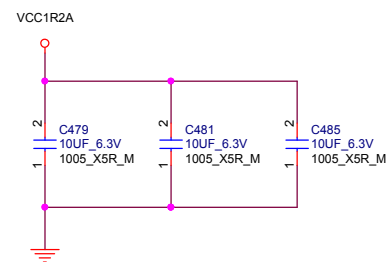 VCC1R2A
2
C479
10UF_6.3V
1
1005_X5R_M
2
C481
10UF_6.3V
1
1005_X5R_M
2
C485
10UF_6.3V
1
1005_X5R_M